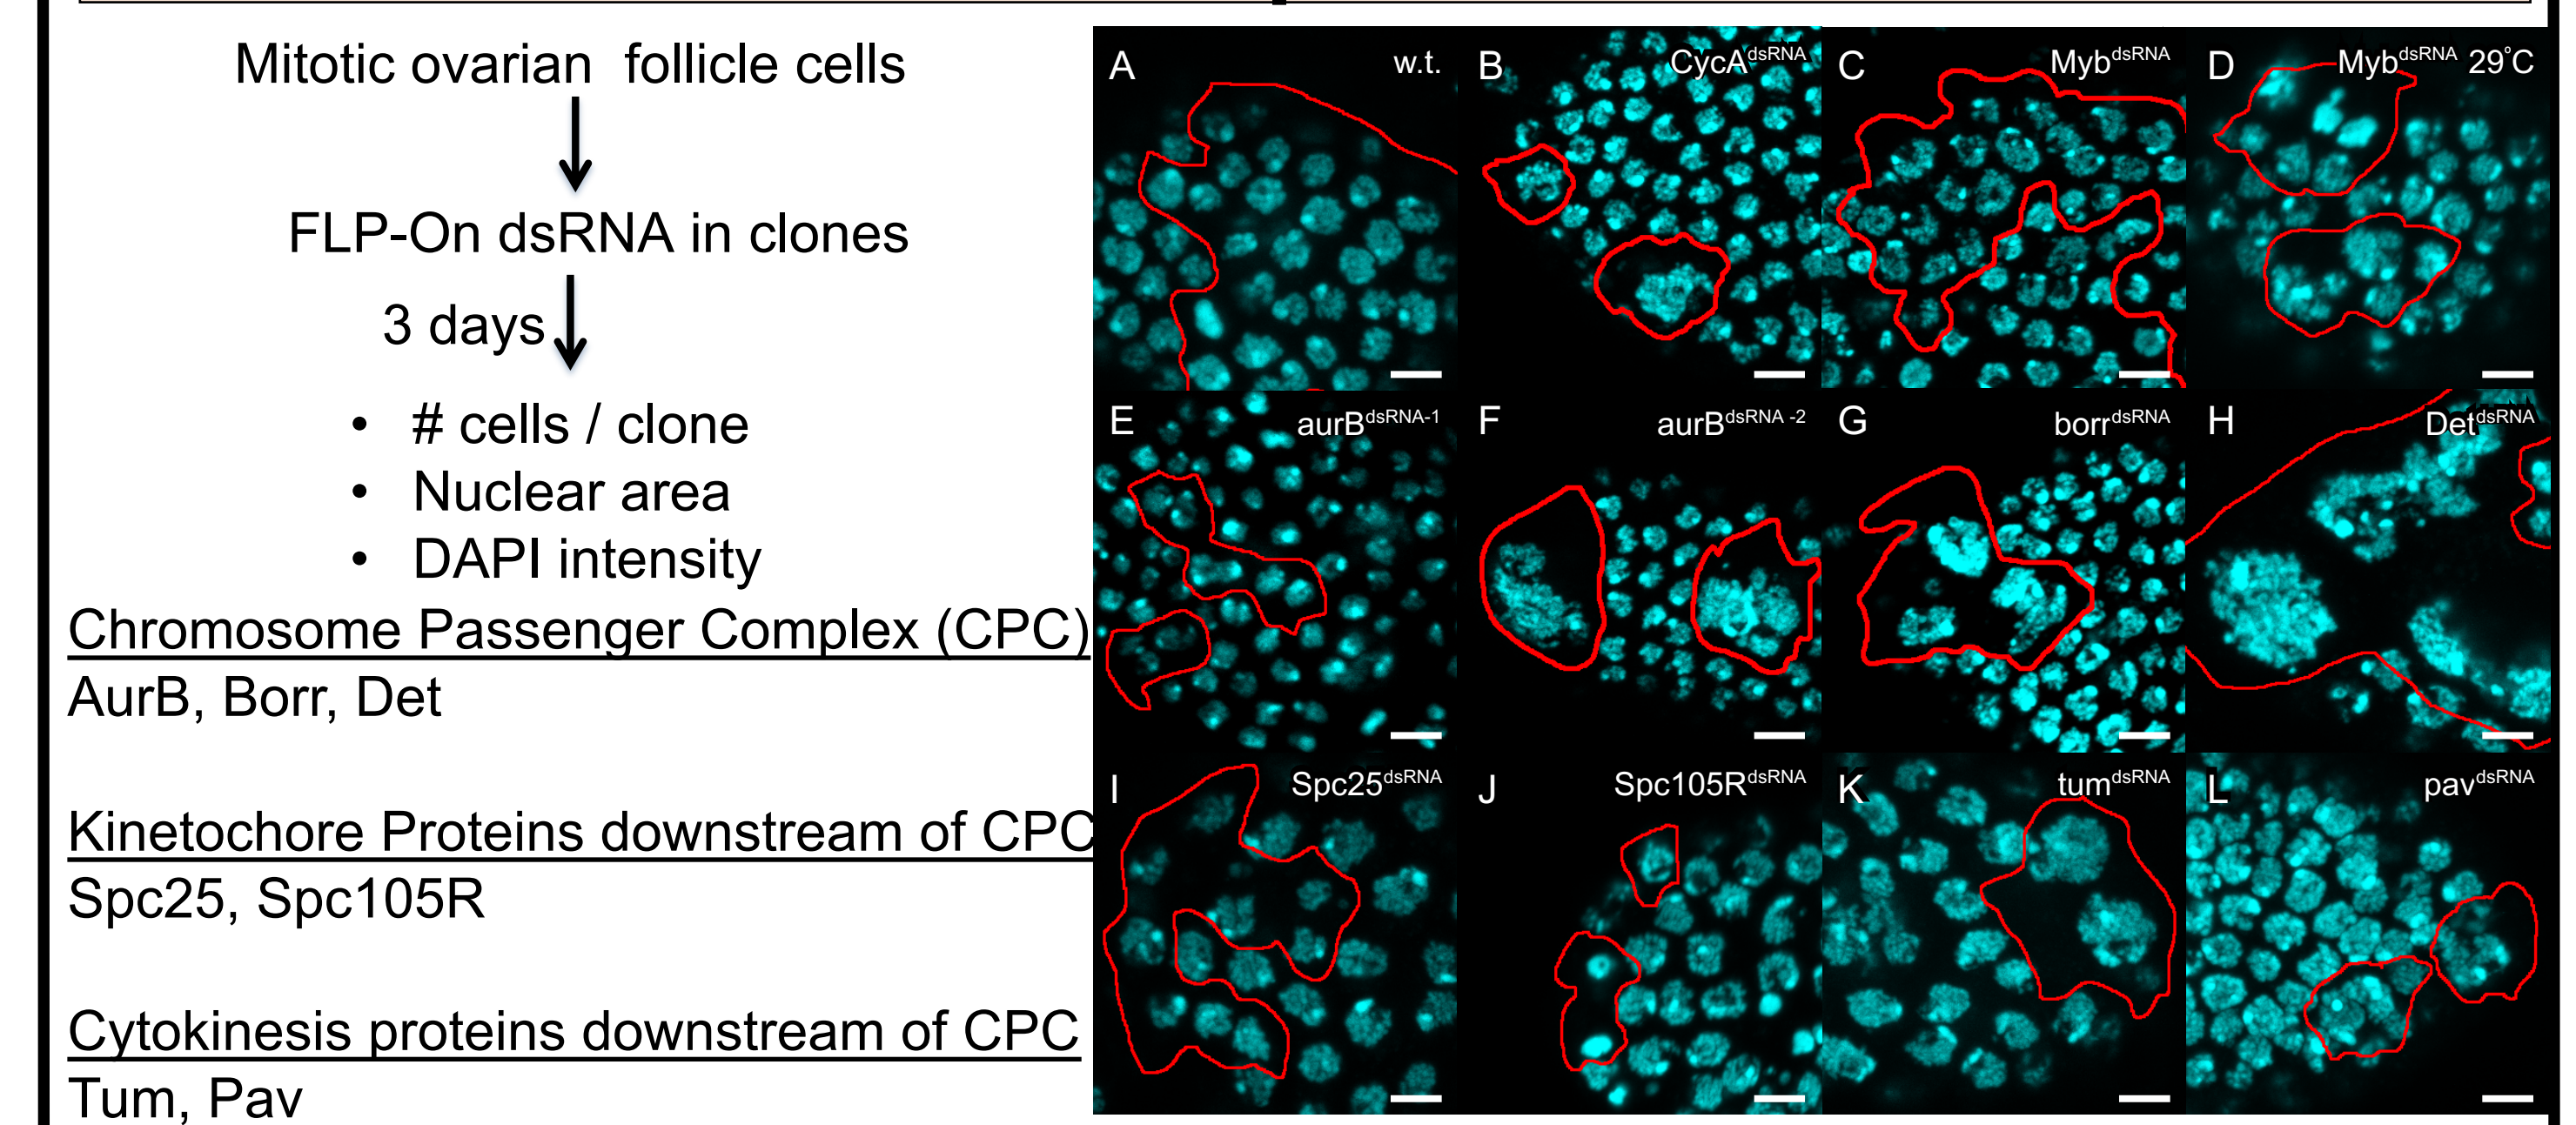 Mitotic ovarian follicle cells
FLP-On dsRNA in clones
3 days
• # cells / clone
• Nuclear area
• DAPI intensity
Chromosome Passenger Complex (CPC)
AurB, Borr, Det
Kinetochore Proteins downstream of CPC
Spc25, Spc105R
Cytokinesis proteins downstream of CPC
Tum, Pav
A w.t.
B CycAdsRNA
C MybdsRNA
D MybdsRNA 29°C
E aurBdsRNA-1
F aurBdsRNA -2
G borrdsRNA
H DetdsRNA
I Spc25dsRNA
J Spc105RdsRNA
K tumdsRNA
L pavdsRNA